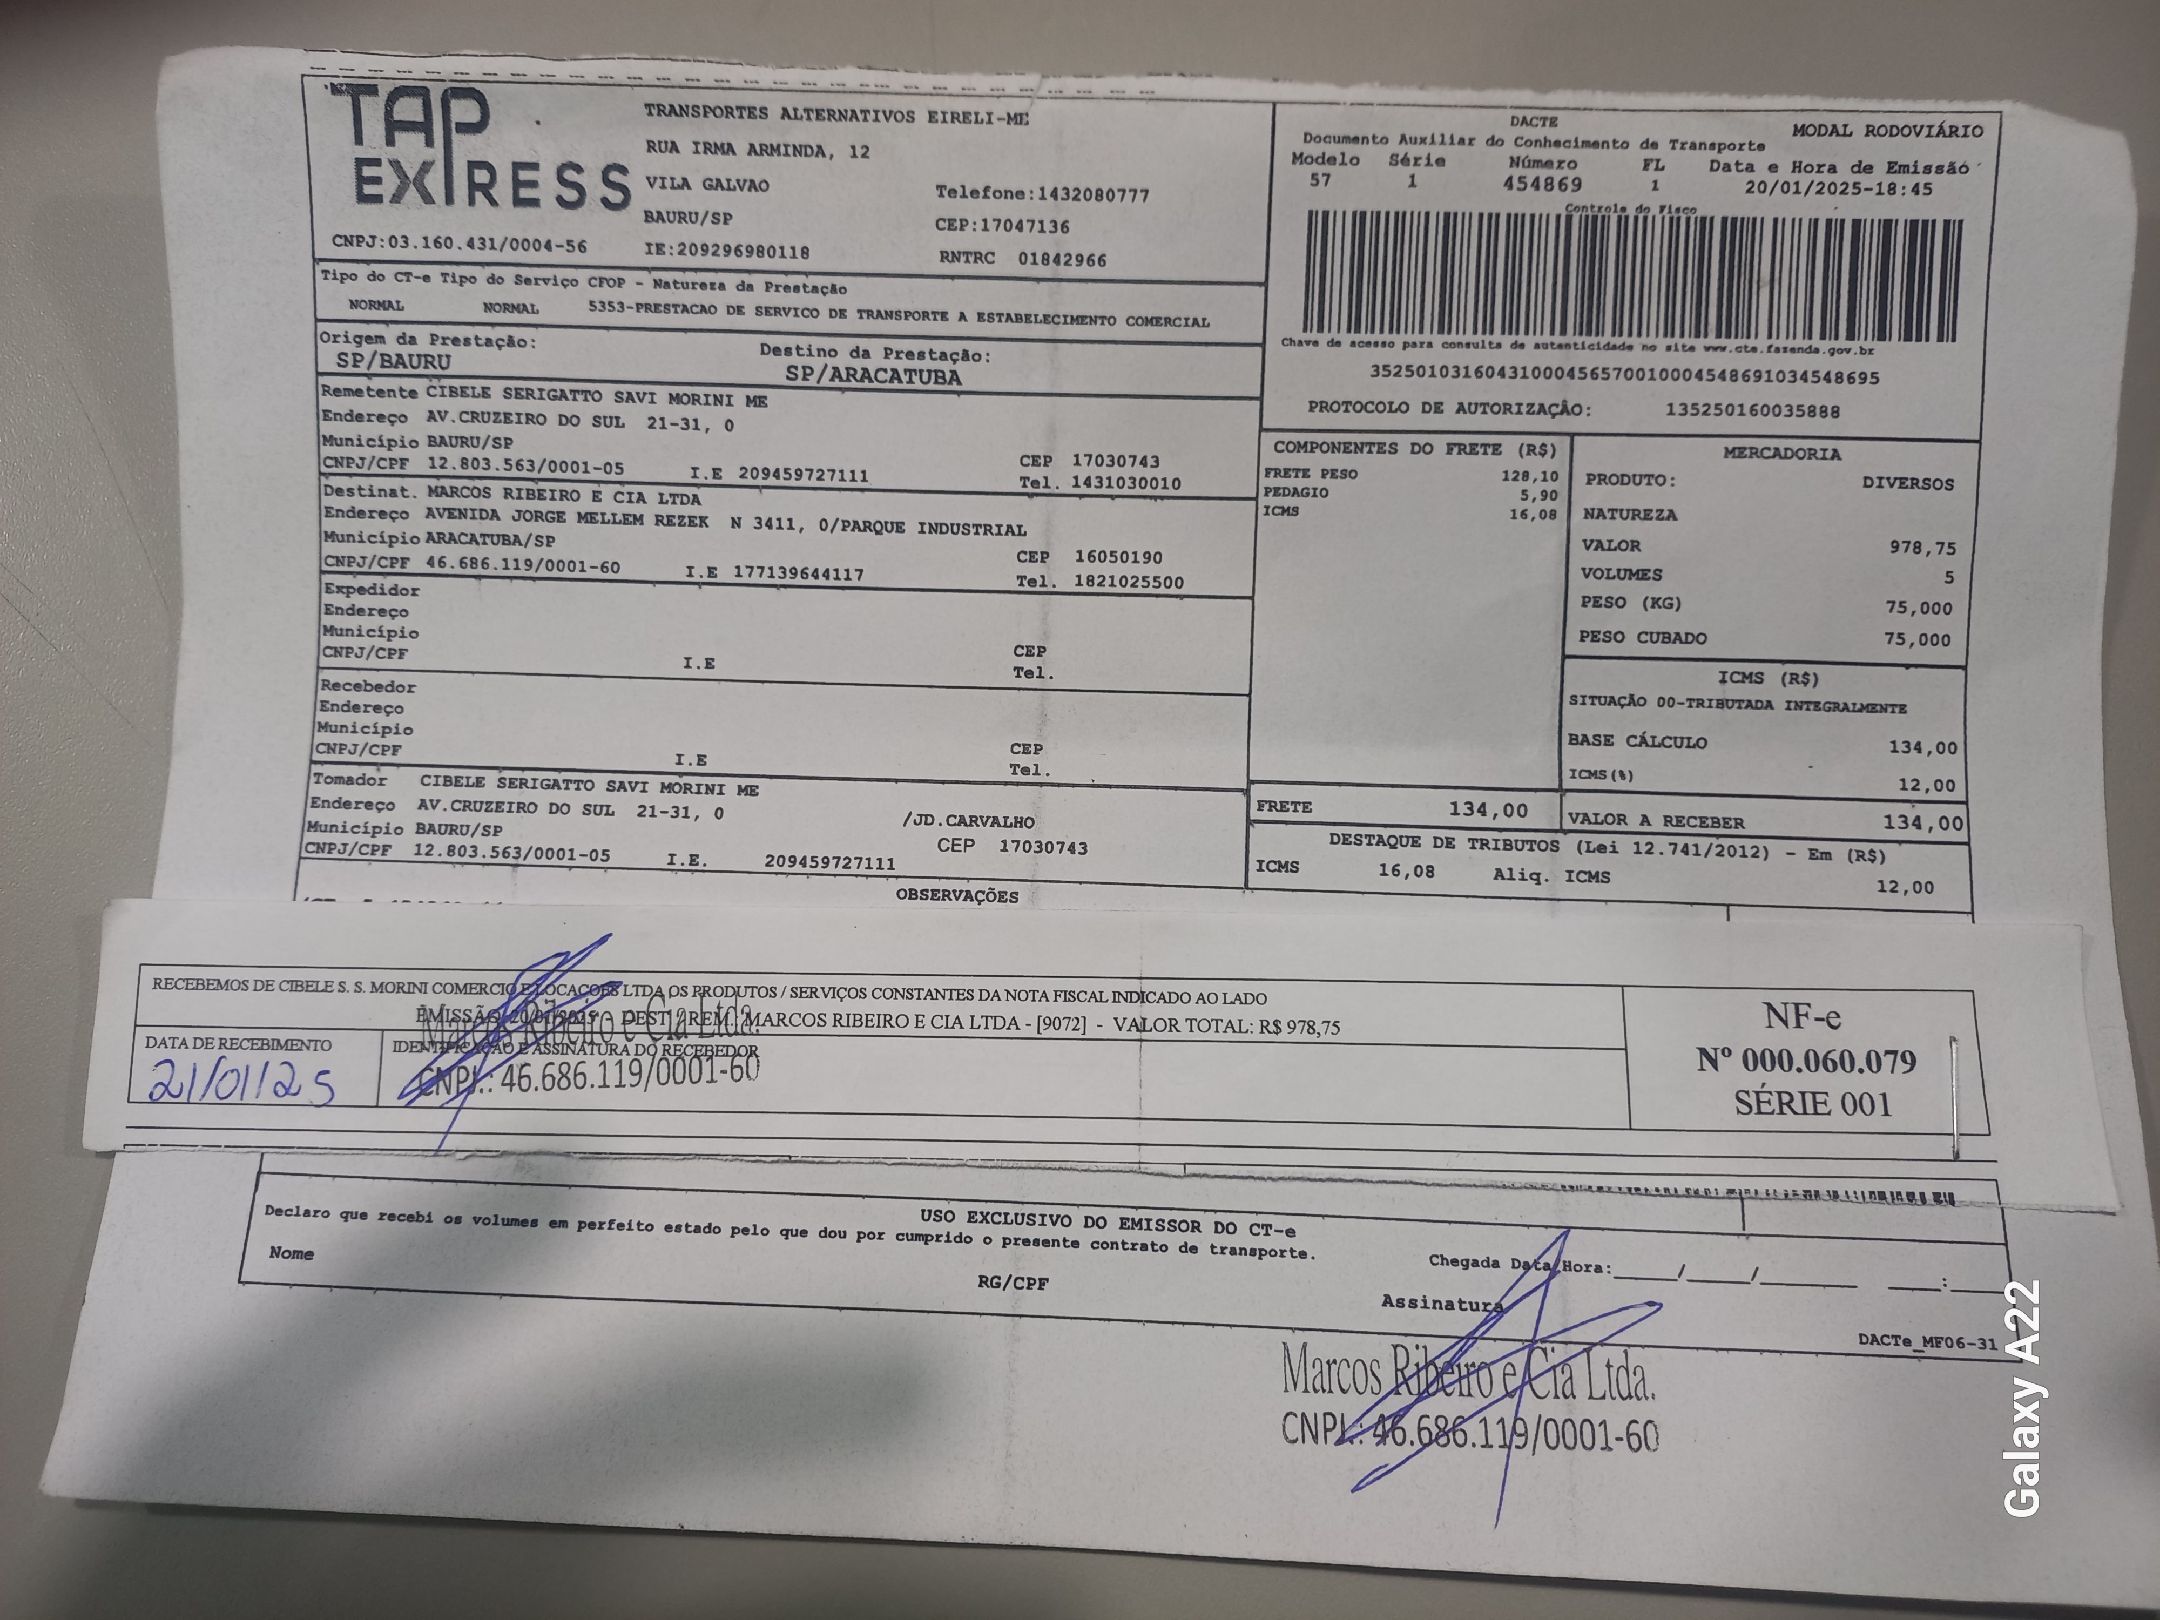 TAP EXPRESS
TRANSPORTES ALTERNATIVOS EIRELI-ME
RUA IRMA ARMINDA, 12
VILA GALVAO
Telefone:1432080777
BAURU/SP
CEP:17047136
CNPJ:03.160.431/0004-56
IE:209296980118
RNTRC 01842966
DACTE
MODAL RODOVIÁRIO
Documento Auxiliar do Conhecimento de Transporte
Modelo Série Número FL Data e Hora de Emissão
57 1 454869 1 20/01/2025-18:45
Controle do Fisco
Chave de acesso para consulta de autenticidade no site www.cte.fazenda.gov.br
35250103160431000456570010004548691034548695
PROTOCOLO DE AUTORIZAÇÃO: 135250160035888
Tipo do CT-e Tipo do Serviço CFOP - Natureza da Prestação
NORMAL NORMAL 5353-PRESTACAO DE SERVICO DE TRANSPORTE A ESTABELECIMENTO COMERCIAL
Origem da Prestação: Destino da Prestação:
SP/BAURU SP/ARACATUBA
Remetente CIBELE SERIGATTO SAVI MORINI ME
Endereço AV.CRUZEIRO DO SUL 21-31, 0
Município BAURU/SP CEP 17030743
CNPJ/CPF 12.803.563/0001-05 I.E 209459727111 Tel. 1431030010
Destinat. MARCOS RIBEIRO E CIA LTDA
Endereço AVENIDA JORGE MELLEM REZEK N 3411, 0/PARQUE INDUSTRIAL
Município ARACATUBA/SP CEP 16050190
CNPJ/CPF 46.686.119/0001-60 I.E 177139644117 Tel. 1821025500
Expedidor
Endereço
Município CEP
CNPJ/CPF I.E Tel.
Recebedor
Endereço
Município CEP
CNPJ/CPF I.E Tel.
Tomador CIBELE SERIGATTO SAVI MORINI ME
Endereço AV.CRUZEIRO DO SUL 21-31, 0 /JD.CARVALHO
Município BAURU/SP CEP 17030743
CNPJ/CPF 12.803.563/0001-05 I.E. 209459727111
OBSERVAÇÕES
COMPONENTES DO FRETE (R$)
FRETE PESO 128,10
PEDAGIO 5,90
ICMS 16,08
MERCADORIA
PRODUTO: DIVERSOS
NATUREZA
VALOR 978,75
VOLUMES 5
PESO (KG) 75,000
PESO CUBADO 75,000
ICMS (R$)
SITUAÇÃO 00-TRIBUTADA INTEGRALMENTE
BASE CÁLCULO 134,00
ICMS(%) 12,00
FRETE 134,00 VALOR A RECEBER 134,00
DESTAQUE DE TRIBUTOS (Lei 12.741/2012) - Em (R$)
ICMS 16,08 Aliq. ICMS 12,00
RECEBEMOS DE CIBELE S. S. MORINI COMERCIO E LOCACOES LTDA OS PRODUTOS / SERVIÇOS CONSTANTES DA NOTA FISCAL INDICADO AO LADO
EMISSÃO: 20/01/2025 - DEST. / REM.: MARCOS RIBEIRO E CIA LTDA - [9072] - VALOR TOTAL: R$ 978,75
DATA DE RECEBIMENTO IDENTIFICAÇÃO E ASSINATURA DO RECEBEDOR
21/01/25
Marcos Ribeiro e Cia Ltda.
CNPJ.: 46.686.119/0001-60
NF-e
Nº 000.060.079
SÉRIE 001
USO EXCLUSIVO DO EMISSOR DO CT-e
Declaro que recebi os volumes em perfeito estado pelo que dou por cumprido o presente contrato de transporte.
Nome RG/CPF
Chegada Data/Hora:____/____/______ ___:___
Assinatura
DACTe_MF06-31
Marcos Ribeiro e Cia Ltda.
CNPJ.: 46.686.119/0001-60
Galaxy A22